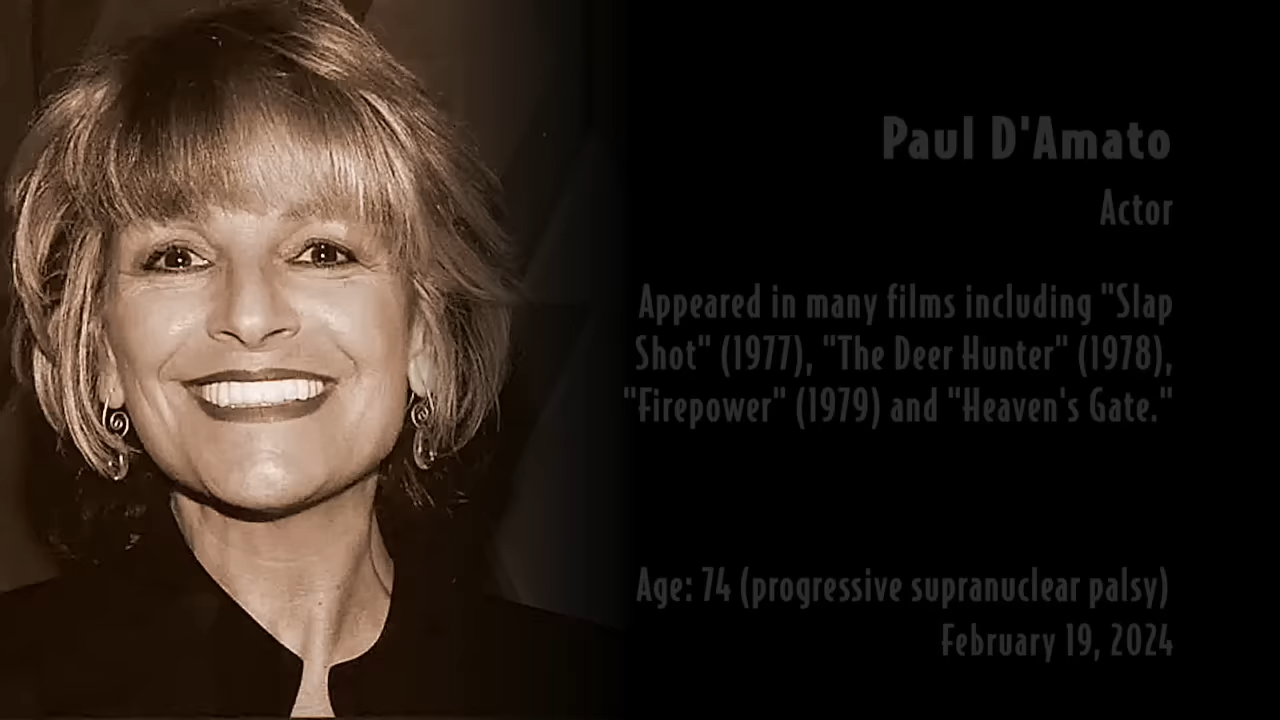 Paul D'Amato
Actor
Appeared in many films including "Slap
Shot" (1977), "The Deer Hunter" (1978),
"Firepower" (1979) and "Heaven's Gate."
Age: 74 (progressive supranuclear palsy)
February 19, 2024